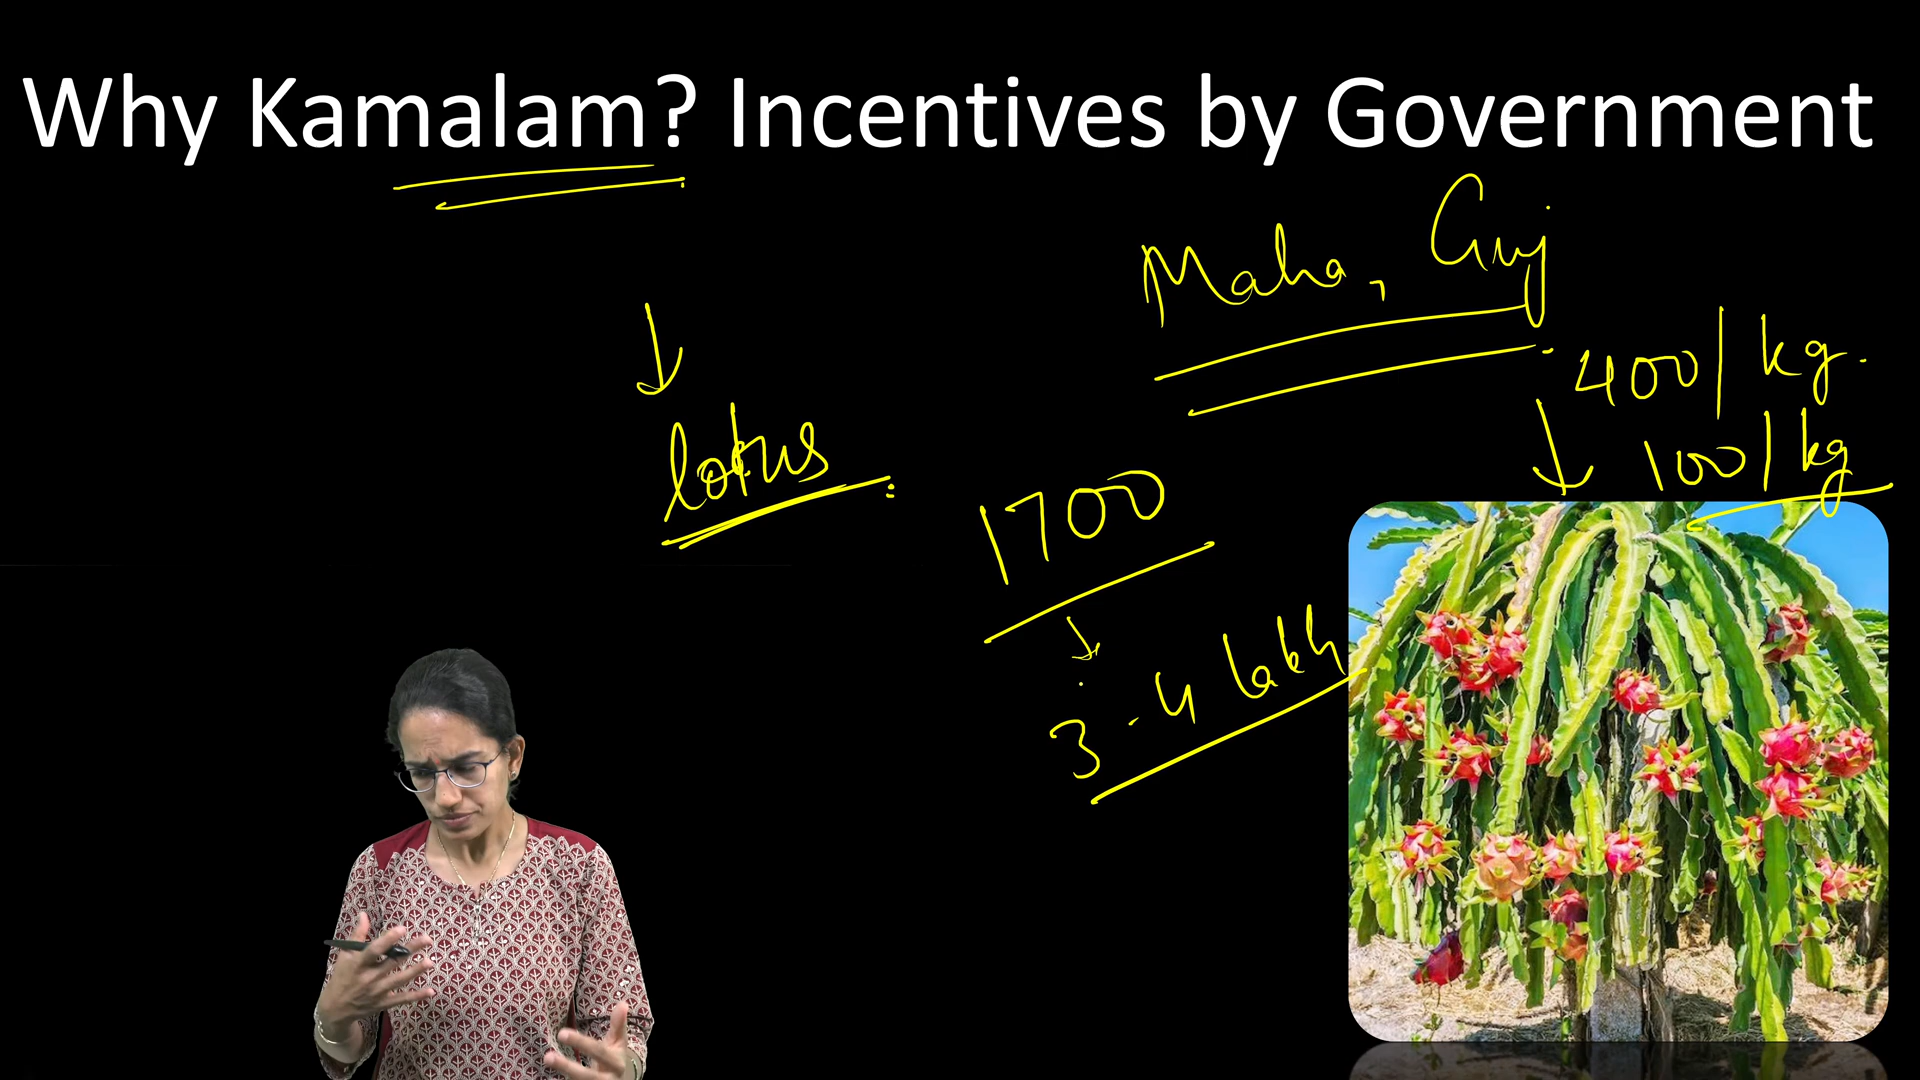 Why Kamalam? Incentives by Government
Maha, Guj
400/kg.
100/kg
lotus
1700
3-4 lakh